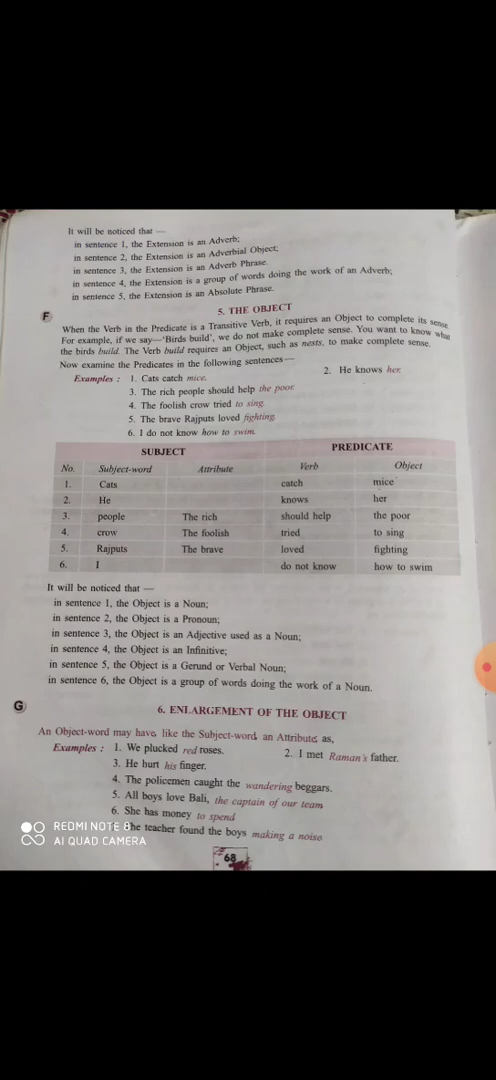 It will be noticed that —
in sentence 1, the Extension is an Adverb;
in sentence 2, the Extension is an Adverbial Object;
in sentence 3, the Extension is an Adverb Phrase.
in sentence 4, the Extension is a group of words doing the work of an Adverb;
in sentence 5, the Extension is an Absolute Phrase.
F
5. THE OBJECT
When the Verb in the Predicate is a Transitive Verb, it requires an Object to complete its sense.
For example, if we say—‘Birds build’, we do not make complete sense. You want to know what
the birds build. The Verb build requires an Object, such as nests, to make complete sense.
Now examine the Predicates in the following sentences—
Examples : 1. Cats catch mice. 2. He knows her.
3. The rich people should help the poor.
4. The foolish crow tried to sing.
5. The brave Rajputs loved fighting.
6. I do not know how to swim.
SUBJECT PREDICATE
No. Subject-word Attribute Verb Object
1. Cats catch mice
2. He knows her
3. people The rich should help the poor
4. crow The foolish tried to sing
5. Rajputs The brave loved fighting
6. I do not know how to swim
It will be noticed that —
in sentence 1, the Object is a Noun;
in sentence 2, the Object is a Pronoun;
in sentence 3, the Object is an Adjective used as a Noun;
in sentence 4, the Object is an Infinitive;
in sentence 5, the Object is a Gerund or Verbal Noun;
in sentence 6, the Object is a group of words doing the work of a Noun.
G
6. ENLARGEMENT OF THE OBJECT
An Object-word may have, like the Subject-word, an Attribute; as,
Examples : 1. We plucked red roses. 2. I met Raman's father.
3. He hurt his finger.
4. The policemen caught the wandering beggars.
5. All boys love Bali, the captain of our team
6. She has money to spend
The teacher found the boys making a noise
68
REDMI NOTE 8
AI QUAD CAMERA